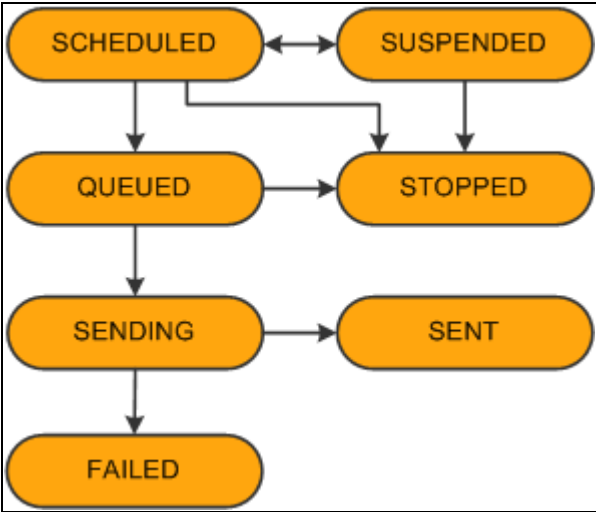 SCHEDULED
SUSPENDED
QUEUED
STOPPED
SENDING
SENT
FAILED